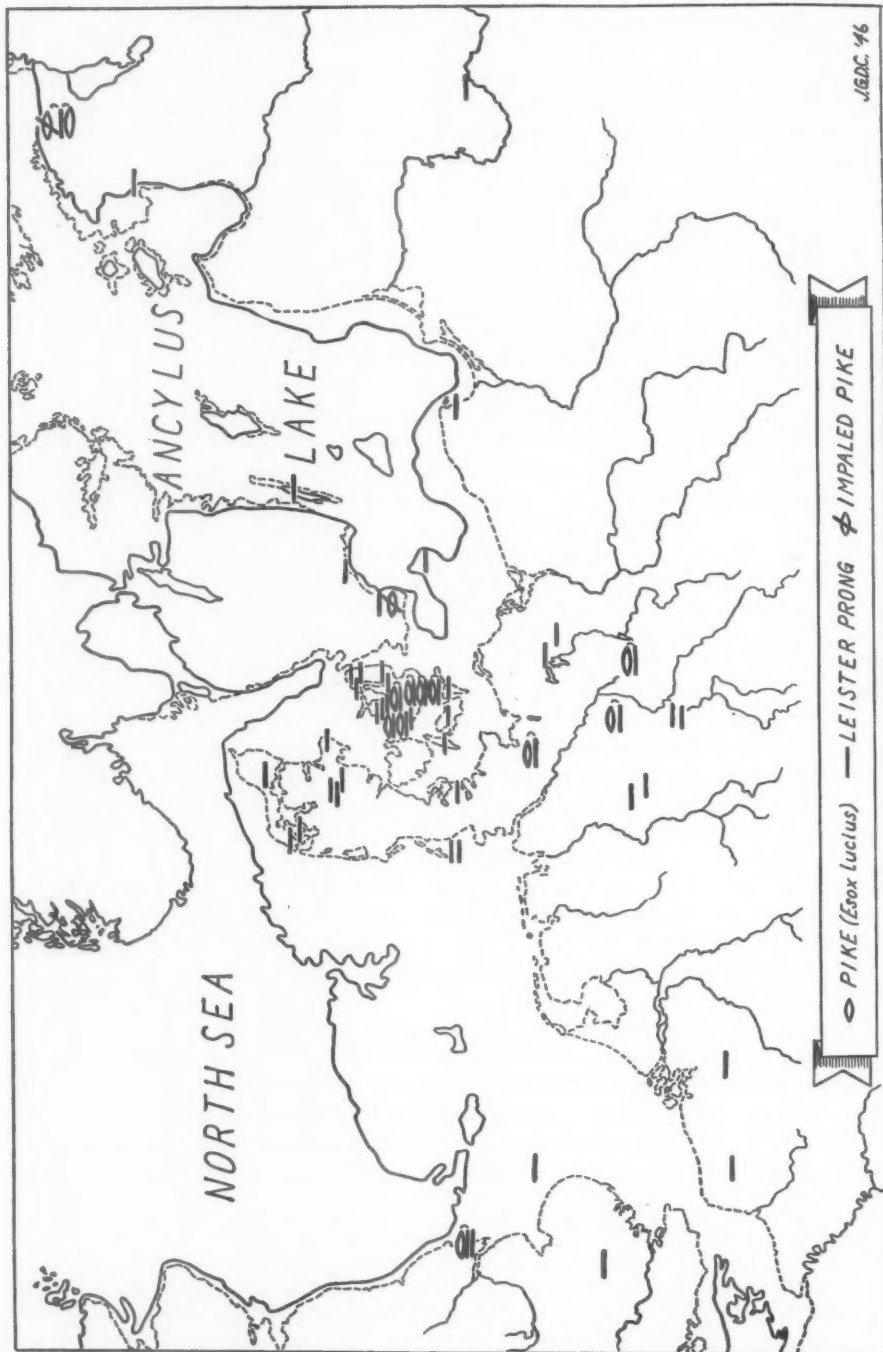 NORTH SEA
ANCYLUS
LAKE
PIKE (Esox lucius) LEISTER PRONG IMPALED PIKE
J.G.D.C. '46